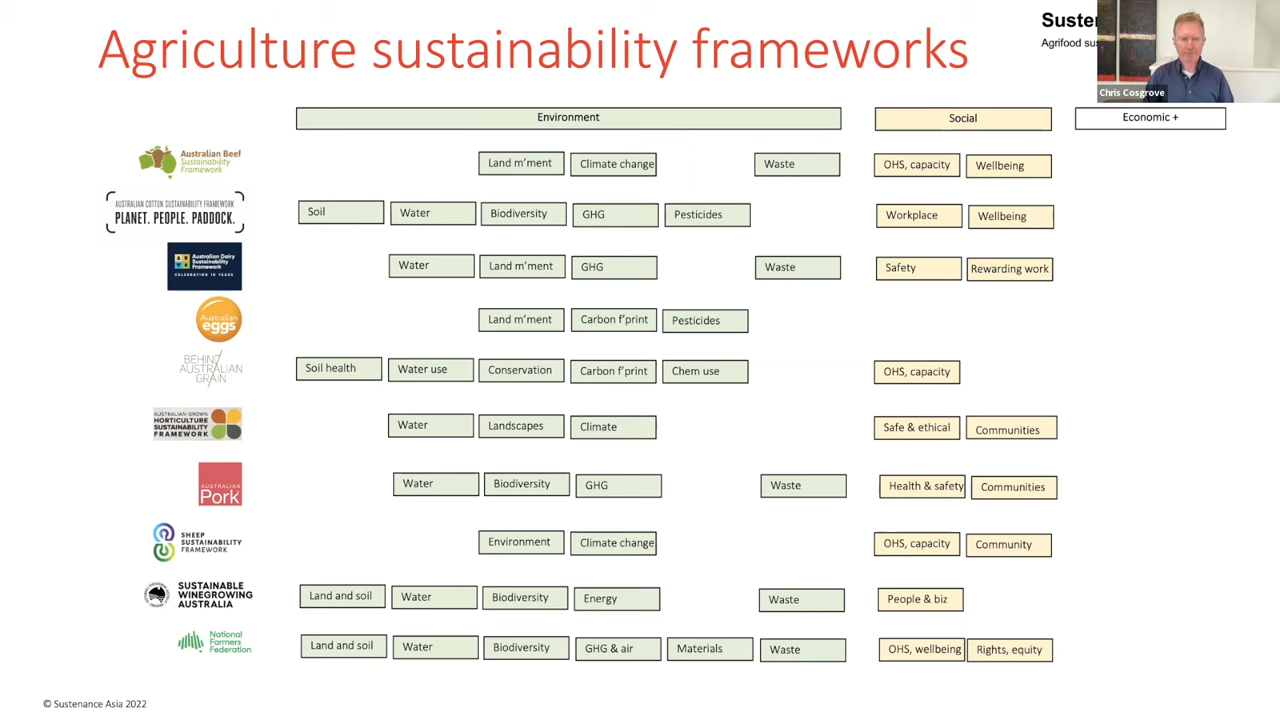 Agriculture sustainability frameworks
Agrifood
Chris Cosgrove
Environment
Social
Economic +
Australian Beef
Sustainability
Framework
Land m’ment
Climate change
Waste
OHS, capacity
Wellbeing
AUSTRALIAN COTTON SUSTAINABILITY FRAMEWORK
PLANET. PEOPLE. PADDOCK.
Soil
Water
Biodiversity
GHG
Pesticides
Workplace
Wellbeing
Australian Dairy
Sustainability
Framework
CELEBRATING 10 YEARS
Water
Land m’ment
GHG
Waste
Safety
Rewarding work
Australian
eggs
Land m’ment
Carbon f’print
Pesticides
BEHIND
AUSTRALIAN
GRAIN
Soil health
Water use
Conservation
Carbon f’print
Chem use
OHS, capacity
AUSTRALIAN-GROWN
HORTICULTURE
SUSTAINABILITY
FRAMEWORK
Water
Landscapes
Climate
Safe & ethical
Communities
AUSTRALIAN
Pork
Water
Biodiversity
GHG
Waste
Health & safety
Communities
SHEEP
SUSTAINABILITY
FRAMEWORK
Environment
Climate change
OHS, capacity
Community
SUSTAINABLE
WINEGROWING
AUSTRALIA
Land and soil
Water
Biodiversity
Energy
Waste
People & biz
National
Farmers
Federation
Land and soil
Water
Biodiversity
GHG & air
Materials
Waste
OHS, wellbeing
Rights, equity
© Sustenance Asia 2022